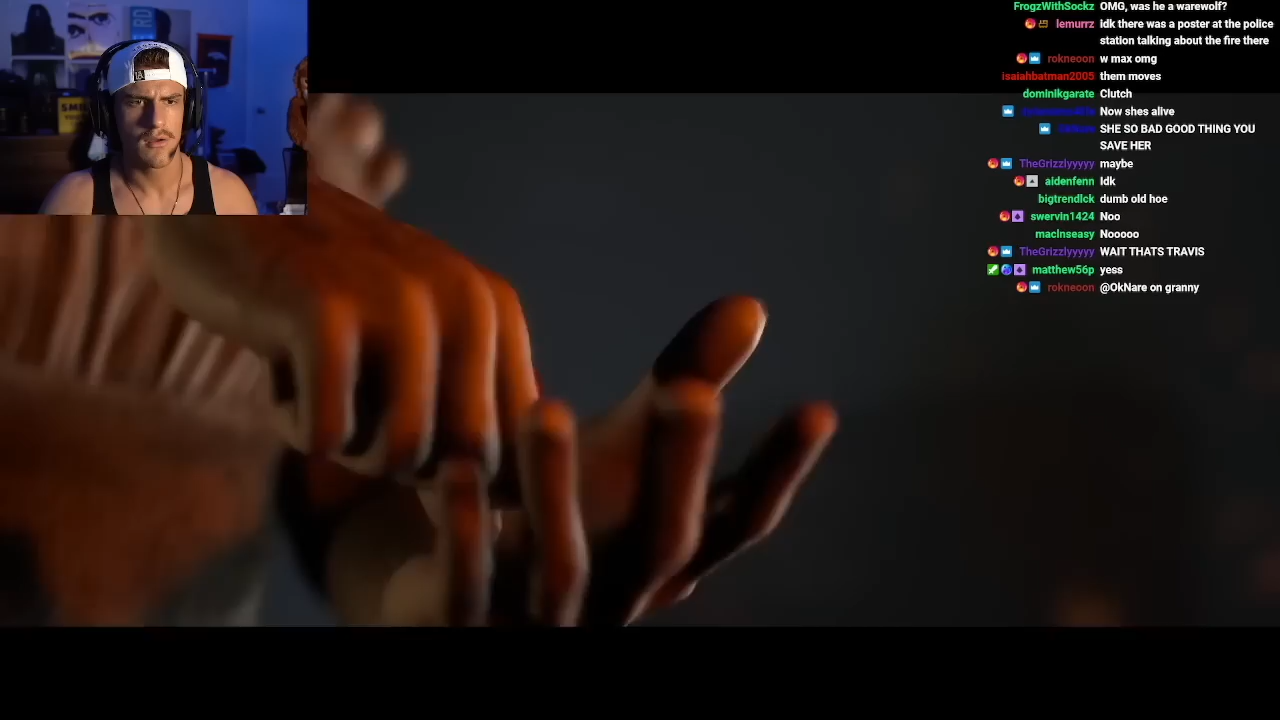 FrogzWithSockz OMG, was he a warewolf?
lemurrz idk there was a poster at the police
station talking about the fire there
rokneoon w max omg
isaiahbatman2005 them moves
dominikgarate Clutch
Now shes alive
SHE SO BAD GOOD THING YOU
SAVE HER
TheGrizzlyyyyy maybe
aidenfenn Idk
bigtrendlck dumb old hoe
swervin1424 Noo
macinseasy Nooooo
TheGrizzlyyyyy WAIT THATS TRAVIS
matthew56p yess
rokneoon @OkNare on granny